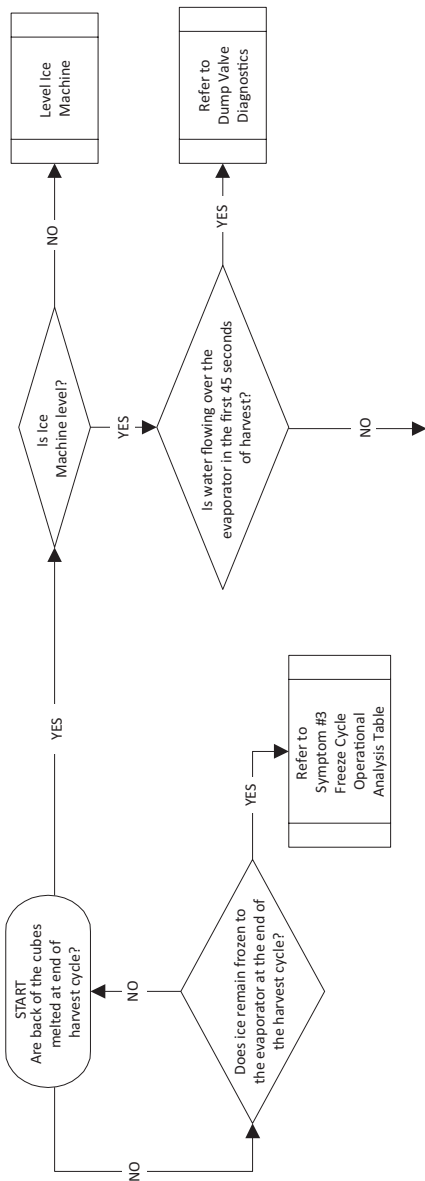 START
Are back of the cubes
melted at end of
harvest cycle?
YES
NO
Is Ice
Machine level?
NO
Level Ice
Machine
YES
Does ice remain frozen to
the evaporator at the end of
the harvest cycle?
NO
YES
Refer to
Symptom #3
Freeze Cycle
Operational
Analysis Table
Is water flowing over the
evaporator in the first 45 seconds
of harvest?
YES
Refer to
Dump Valve
Diagnostics
NO